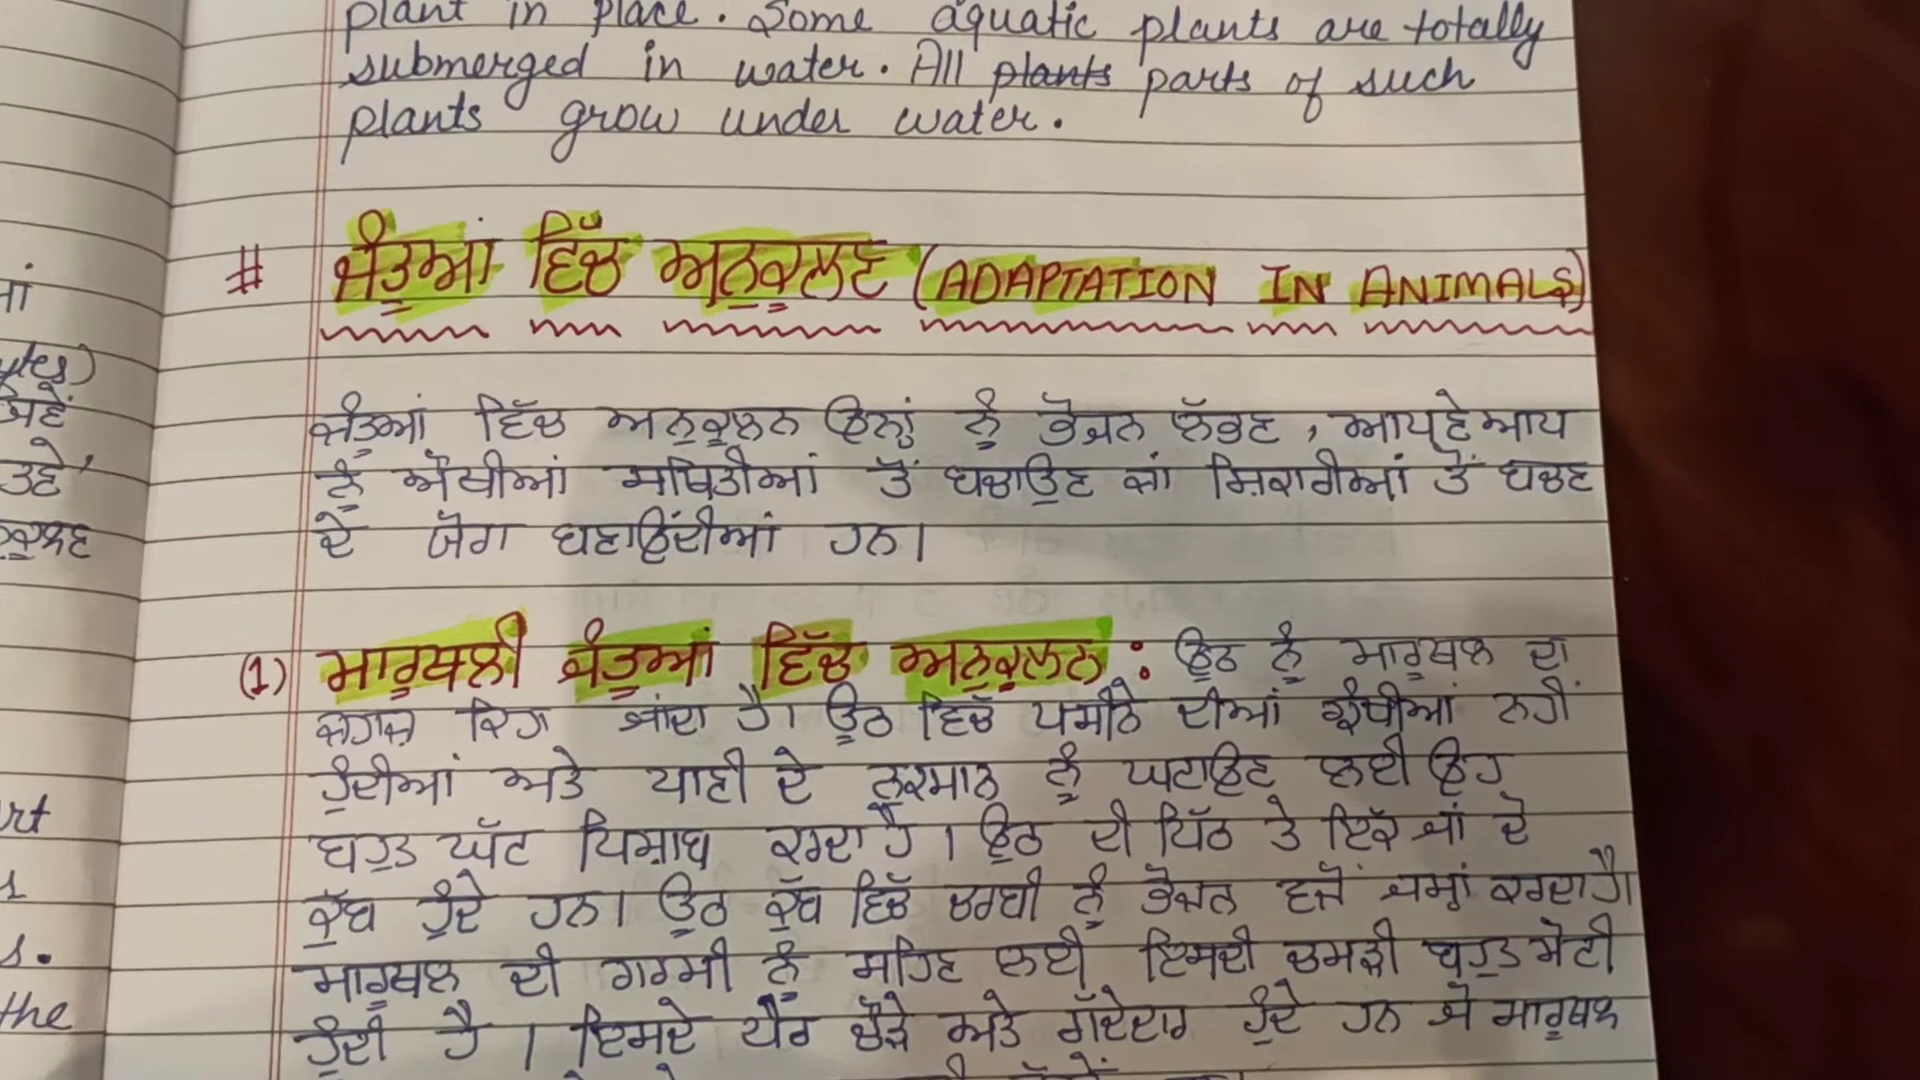 plant in place. Some aquatic plants are totally
submerged in water. All plants parts of such
plants grow under water.
# ਜੰਤੂਆਂ ਵਿੱਚ ਅਨੁਕੂਲਣ (ADAPTATION IN ANIMALS)
ਜੰਤੂਆਂ ਵਿੱਚ ਅਨੁਕੂਲਨ ਉਨ੍ਹਾਂ ਨੂੰ ਭੋਜਨ ਲੱਭਣ, ਆਪਣੇ ਆਪ
ਨੂੰ ਔਖੀਆਂ ਸਥਿਤੀਆਂ ਤੋਂ ਬਚਾਉਣ ਜਾਂ ਸ਼ਿਕਾਰੀਆਂ ਤੋਂ ਬਚਣ
ਦੇ ਯੋਗ ਬਣਾਉਂਦੀਆਂ ਹਨ।
(1) ਮਾਰੂਥਲੀ ਜੰਤੂਆਂ ਵਿੱਚ ਅਨੁਕੂਲਨ : ਊਠ ਨੂੰ ਮਾਰੂਥਲ ਦਾ
ਜਹਾਜ਼ ਕਿਹਾ ਜਾਂਦਾ ਹੈ। ਊਠ ਵਿੱਚ ਪਸੀਨੇ ਦੀਆਂ ਗ੍ਰੰਥੀਆਂ ਨਹੀਂ
ਹੁੰਦੀਆਂ ਅਤੇ ਪਾਣੀ ਦੇ ਨੁਕਸਾਨ ਨੂੰ ਘਟਾਉਣ ਲਈ ਉਹ
ਬਹੁਤ ਘੱਟ ਪਿਸ਼ਾਬ ਕਰਦਾ ਹੈ। ਊਠ ਦੀ ਪਿੱਠ ਤੇ ਇੱਕ ਜਾਂ ਦੋ
ਕੁੱਬ ਹੁੰਦੇ ਹਨ। ਊਠ ਕੁੱਬ ਵਿੱਚ ਚਰਬੀ ਨੂੰ ਭੋਜਨ ਵਜੋਂ ਜਮ੍ਹਾਂ ਕਰਦਾ ਹੈ।
ਮਾਰੂਥਲ ਦੀ ਗਰਮੀ ਨੂੰ ਸਹਿਣ ਲਈ ਇਸਦੀ ਚਮੜੀ ਬਹੁਤ ਮੋਟੀ
ਹੁੰਦੀ ਹੈ। ਇਸਦੇ ਪੈਰ ਚੌੜੇ ਅਤੇ ਗੱਦੇਦਾਰ ਹੁੰਦੇ ਹਨ ਜੋ ਮਾਰੂਥਲ